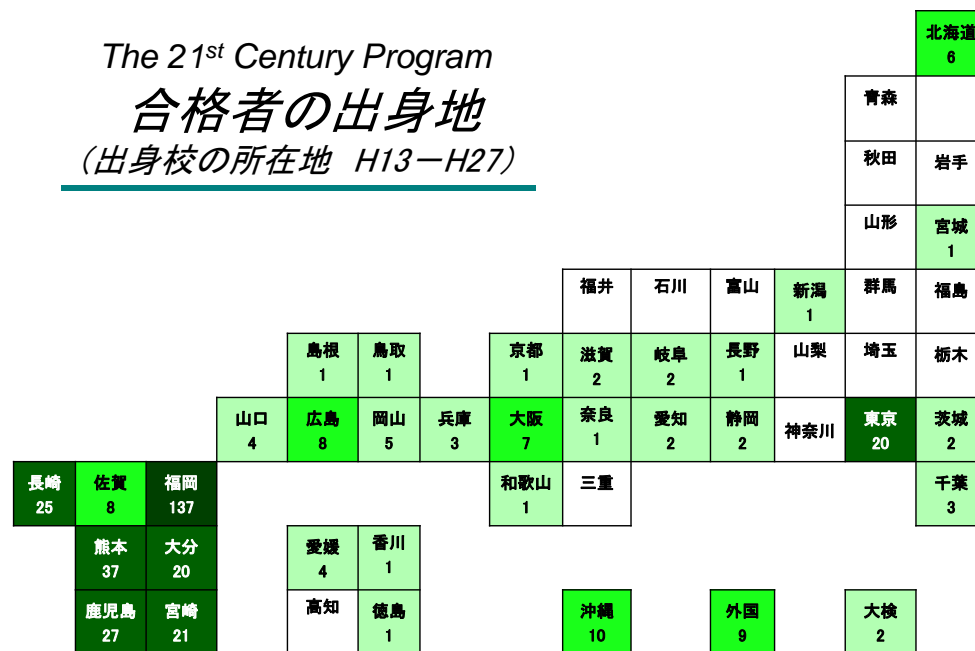 The 21st Century Program
合格者の出身地
（出身校の所在地 H13－H27）
北海道
6
青森
秋田
岩手
山形
宮城
1
福井
石川
富山
新潟
1
群馬
福島
島根
1
鳥取
1
京都
1
滋賀
2
岐阜
2
長野
1
山梨
埼玉
栃木
山口
4
広島
8
岡山
5
兵庫
3
大阪
7
奈良
1
愛知
2
静岡
2
神奈川
東京
20
茨城
2
長崎
25
佐賀
8
福岡
137
和歌山
1
三重
千葉
3
熊本
37
大分
20
愛媛
4
香川
1
鹿児島
27
宮崎
21
高知
徳島
1
沖縄
10
外国
9
大検
2